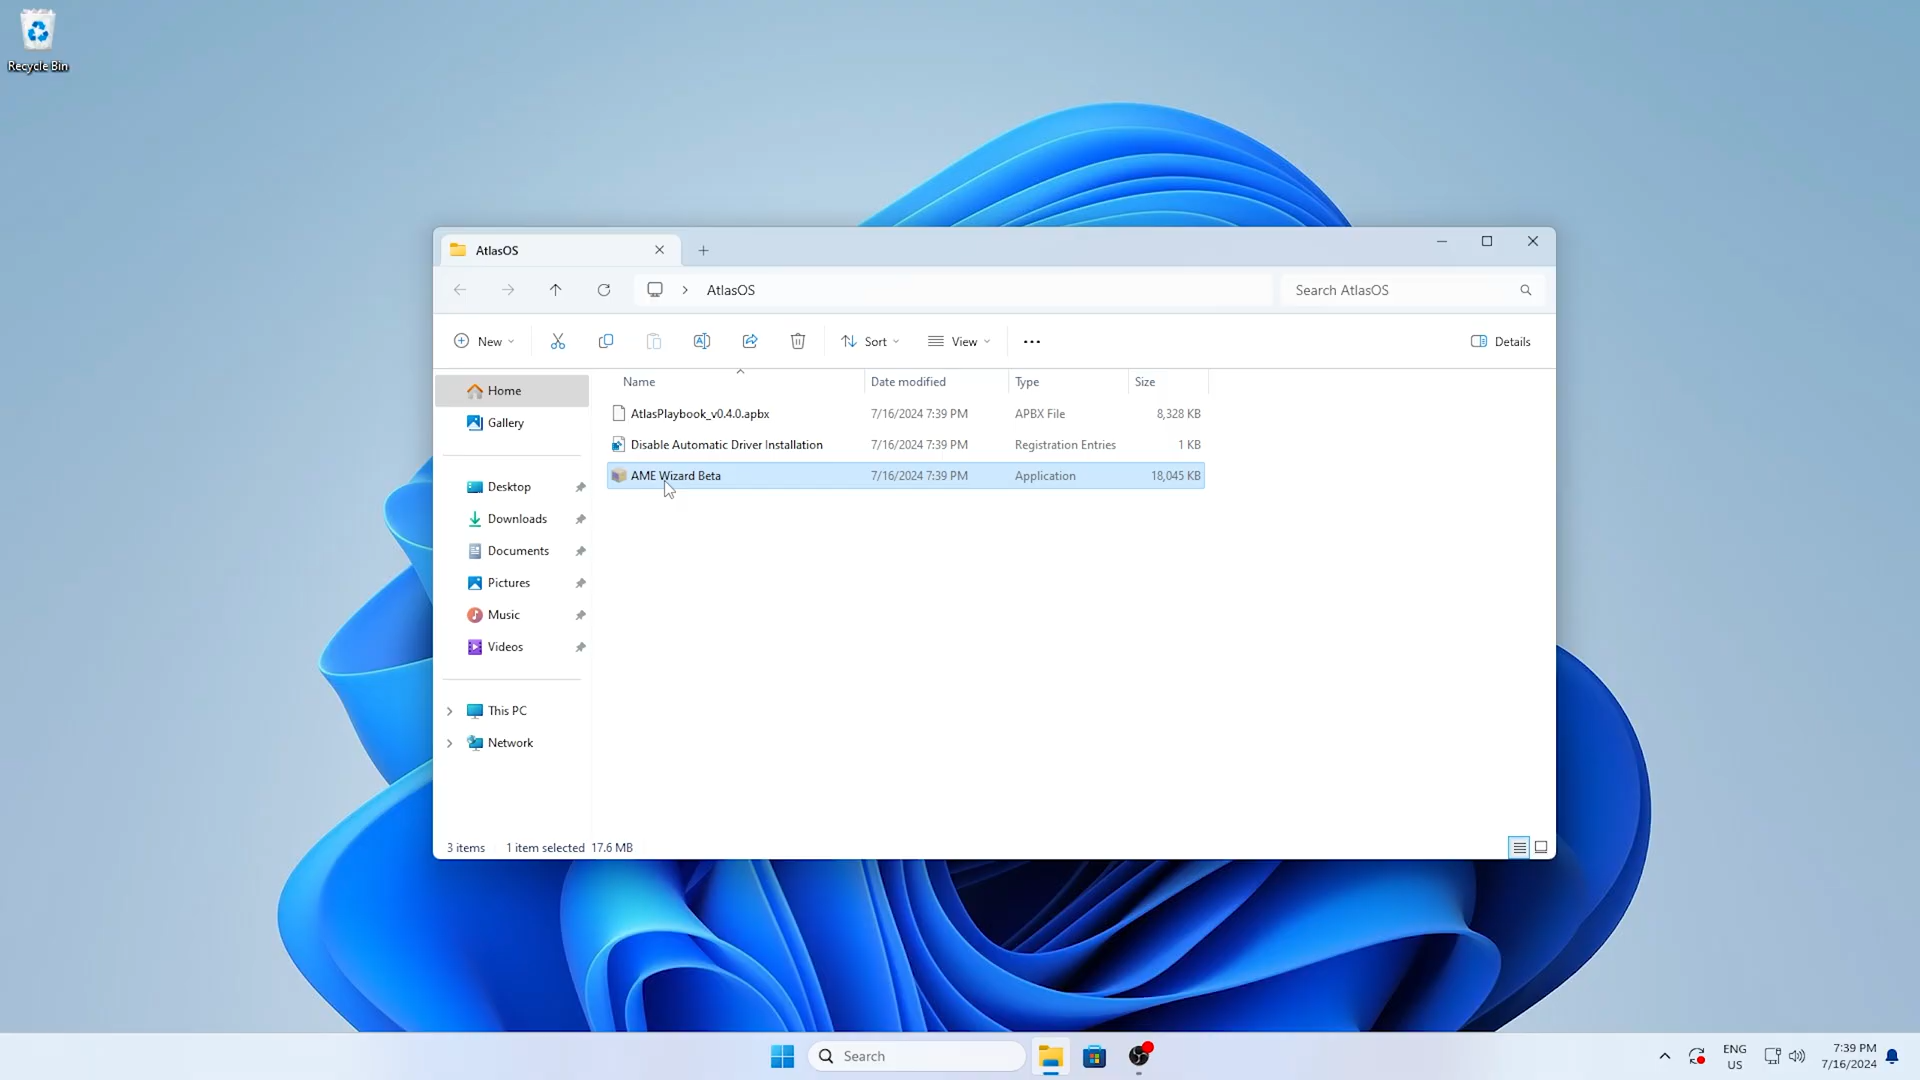 Recycle Bin
AtlasOS
AtlasOS
Search AtlasOS
New
Sort
View
Details
Name Date modified Type Size
AtlasPlaybook_v0.4.0.apbx 7/16/2024 7:39 PM APBX File 8,328 KB
Disable Automatic Driver Installation 7/16/2024 7:39 PM Registration Entries 1 KB
AME Wizard Beta 7/16/2024 7:39 PM Application 18,045 KB
Home
Gallery
Desktop
Downloads
Documents
Pictures
Music
Videos
This PC
Network
3 items 1 item selected 17.6 MB
Search
ENG
US
7:39 PM
7/16/2024